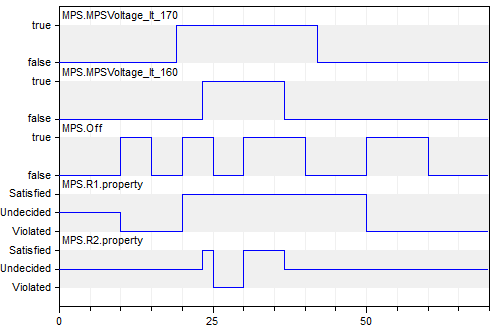 MPS.MPSVoltage_lt_170
true
false
MPS.MPSVoltage_lt_160
true
false
MPS.Off
true
false
MPS.R1.property
Satisfied
Undecided
Violated
MPS.R2.property
Satisfied
Undecided
Violated
0 25 50